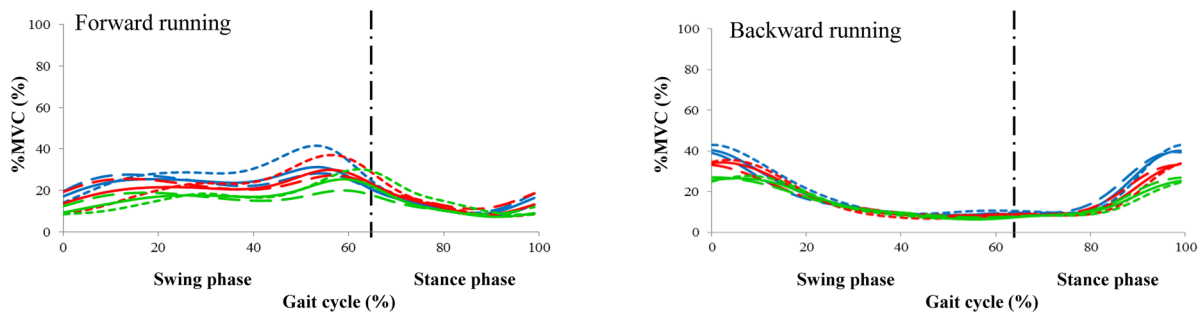 Forward running
100
80
60
40
20
0
%MVC (%)
0 20 40 60 80 100
Swing phase Stance phase
Gait cycle (%)
Backward running
100
80
60
40
20
0
%MVC (%)
0 20 40 60 80 100
Swing phase Stance phase
Gait cycle (%)